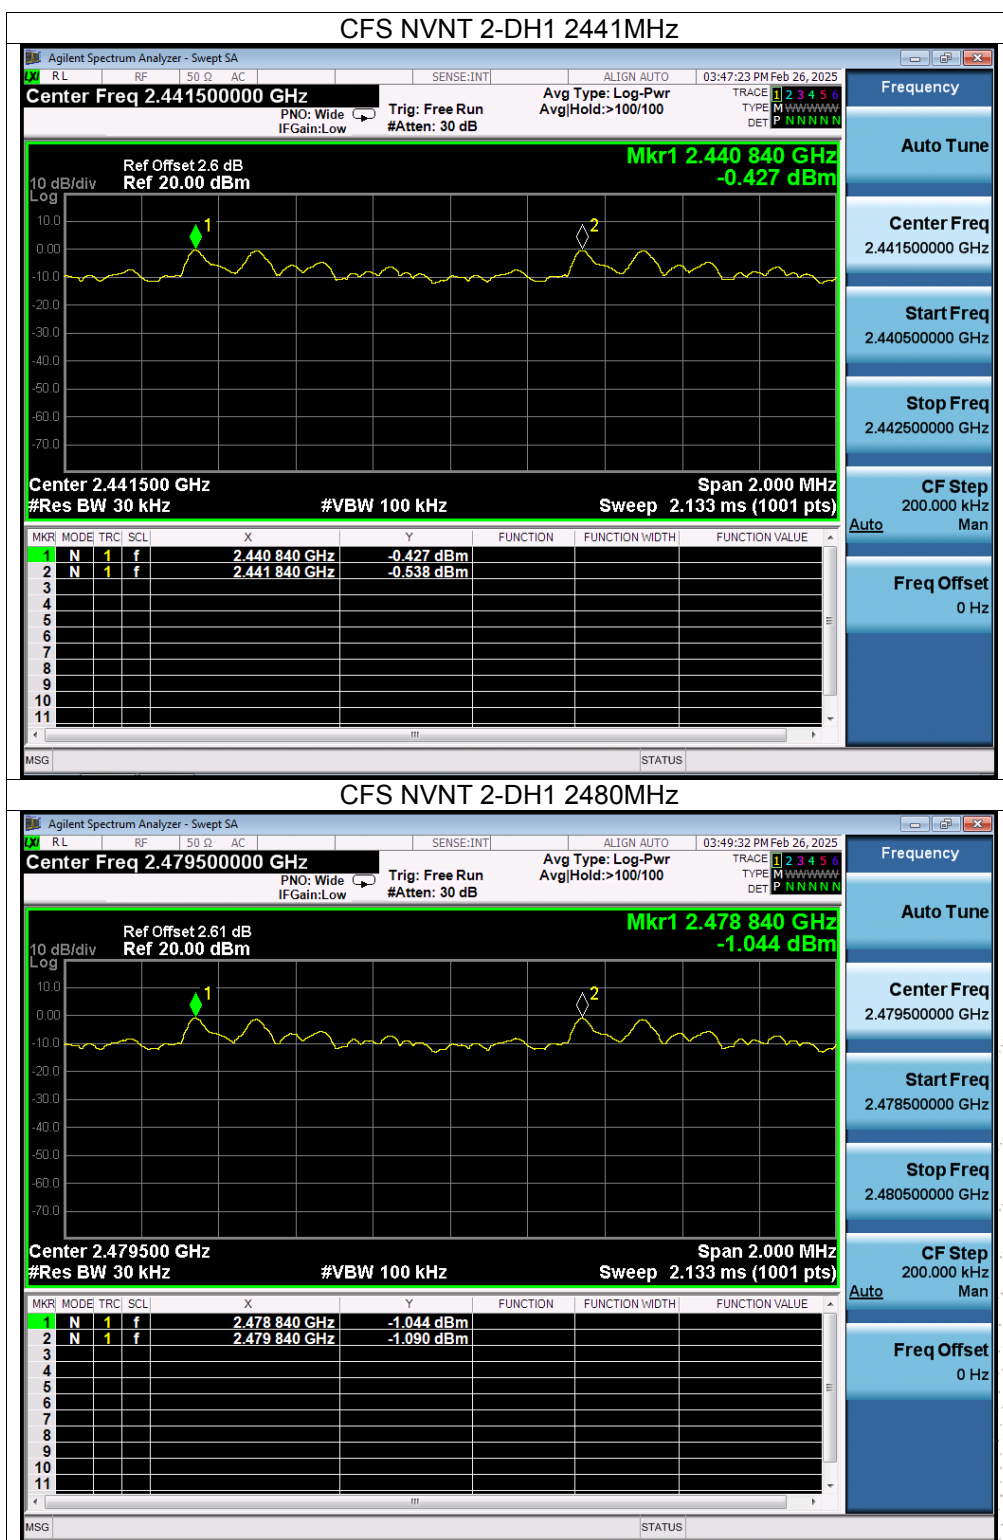 CFS NVNT 2-DH1 2441MHz
Agilent Spectrum Analyzer - Swept SA
LXI RL RF 50 Ω AC SENSE:INT ALIGN AUTO 03:47:23 PM Feb 26, 2025
Center Freq 2.441500000 GHz
PNO: Wide
IFGain:Low
Trig: Free Run
#Atten: 30 dB
Avg Type: Log-Pwr
Avg|Hold:>100/100
TRACE 1 2 3 4 5 6
TYPE M WWWWW
DET P N N N N N
Mkr1 2.440 840 GHz
-0.427 dBm
Ref Offset 2.6 dB
10 dB/div Ref 20.00 dBm
Log
10.0
0.00
-10.0
-20.0
-30.0
-40.0
-50.0
-60.0
-70.0
1
2
Center 2.441500 GHz Span 2.000 MHz
#Res BW 30 kHz #VBW 100 kHz Sweep 2.133 ms (1001 pts)
MKR MODE TRC SCL X Y FUNCTION FUNCTION WIDTH FUNCTION VALUE
1 N 1 f 2.440 840 GHz -0.427 dBm
2 N 1 f 2.441 840 GHz -0.538 dBm
3
4
5
6
7
8
9
10
11
MSG STATUS
Frequency
Auto Tune
Center Freq
2.441500000 GHz
Start Freq
2.440500000 GHz
Stop Freq
2.442500000 GHz
CF Step
200.000 kHz
Auto Man
Freq Offset
0 Hz
CFS NVNT 2-DH1 2480MHz
Agilent Spectrum Analyzer - Swept SA
LXI RL RF 50 Ω AC SENSE:INT ALIGN AUTO 03:49:32 PM Feb 26, 2025
Center Freq 2.479500000 GHz
PNO: Wide
IFGain:Low
Trig: Free Run
#Atten: 30 dB
Avg Type: Log-Pwr
Avg|Hold:>100/100
TRACE 1 2 3 4 5 6
TYPE M WWWWW
DET P N N N N N
Mkr1 2.478 840 GHz
-1.044 dBm
Ref Offset 2.61 dB
10 dB/div Ref 20.00 dBm
Log
10.0
0.00
-10.0
-20.0
-30.0
-40.0
-50.0
-60.0
-70.0
1
2
Center 2.479500 GHz Span 2.000 MHz
#Res BW 30 kHz #VBW 100 kHz Sweep 2.133 ms (1001 pts)
MKR MODE TRC SCL X Y FUNCTION FUNCTION WIDTH FUNCTION VALUE
1 N 1 f 2.478 840 GHz -1.044 dBm
2 N 1 f 2.479 840 GHz -1.090 dBm
3
4
5
6
7
8
9
10
11
MSG STATUS
Frequency
Auto Tune
Center Freq
2.479500000 GHz
Start Freq
2.478500000 GHz
Stop Freq
2.480500000 GHz
CF Step
200.000 kHz
Auto Man
Freq Offset
0 Hz